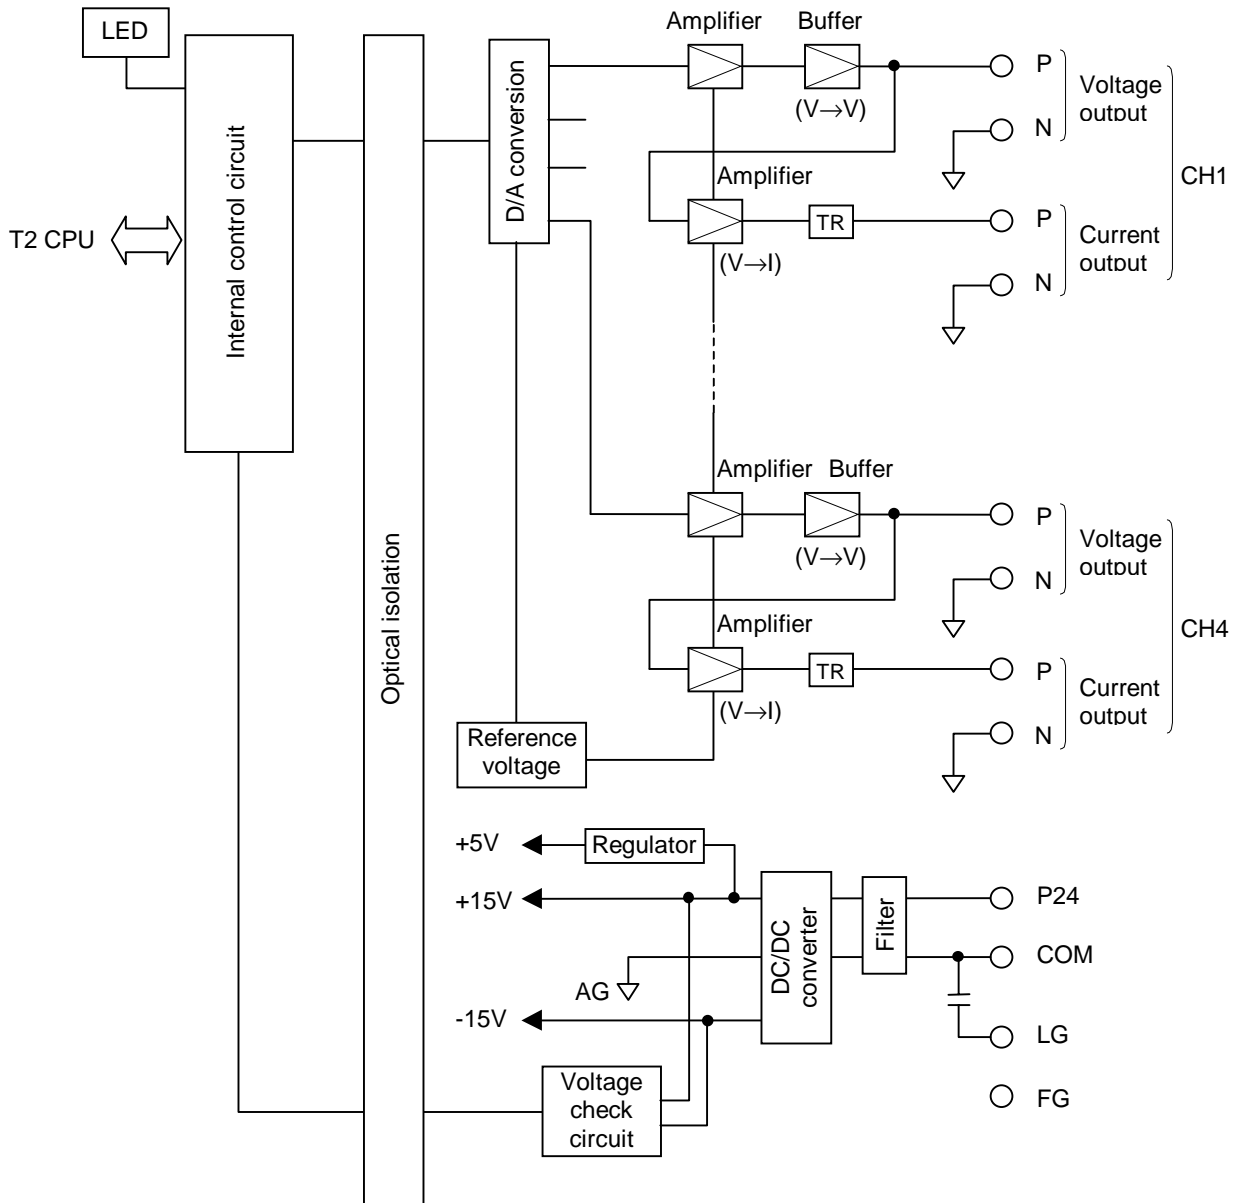 LED
Amplifier
Buffer
P
Voltage
output
(V→V)
N
D/A conversion
Amplifier
CH1
Internal control circuit
T2 CPU
TR
P
Current
output
(V→I)
N
Amplifier
Buffer
P
Voltage
output
(V→V)
N
Optical isolation
Amplifier
CH4
TR
P
Current
output
(V→I)
N
Reference
voltage
+5V
Regulator
+15V
DC/DC
converter
Filter
P24
COM
AG
-15V
LG
Voltage
check
circuit
FG